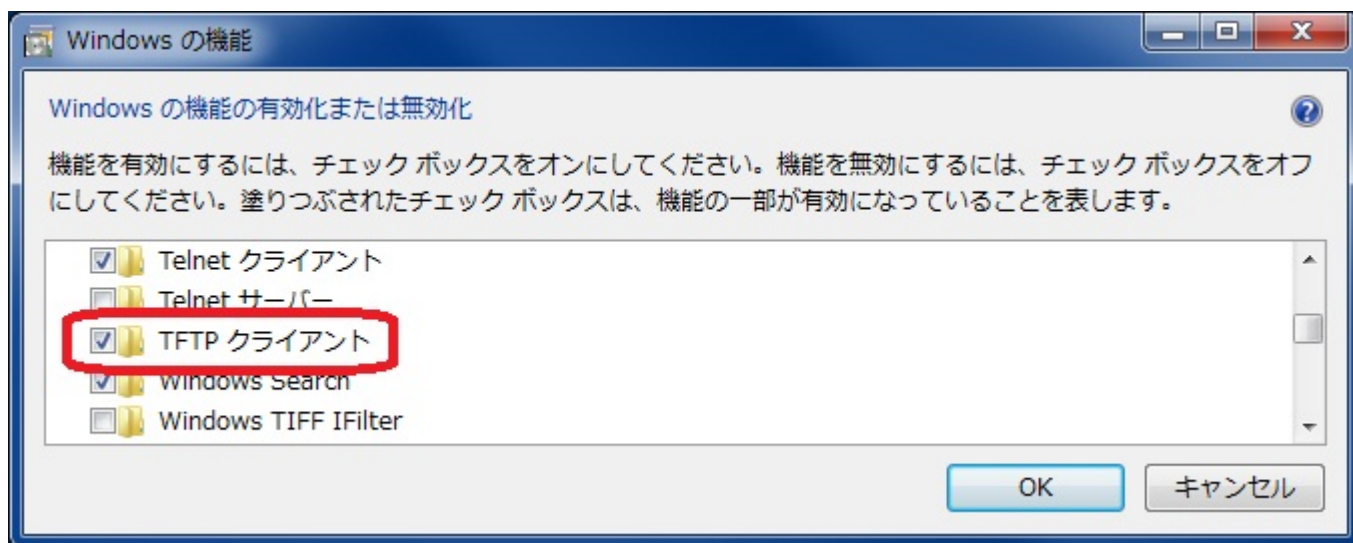 Windows の機能
Windows の機能の有効化または無効化
機能を有効にするには、チェック ボックスをオンにしてください。機能を無効にするには、チェック ボックスをオフ
にしてください。塗りつぶされたチェック ボックスは、機能の一部が有効になっていることを表します。
Telnet クライアント
Telnet サーバー
TFTP クライアント
Windows Search
Windows TIFF IFilter
OK
キャンセル